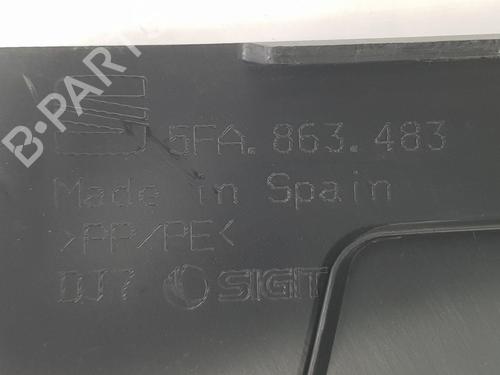 B-PARTS
5FA.863.483
Made in Spain
>PP/PE<
DJ7 SIGIT